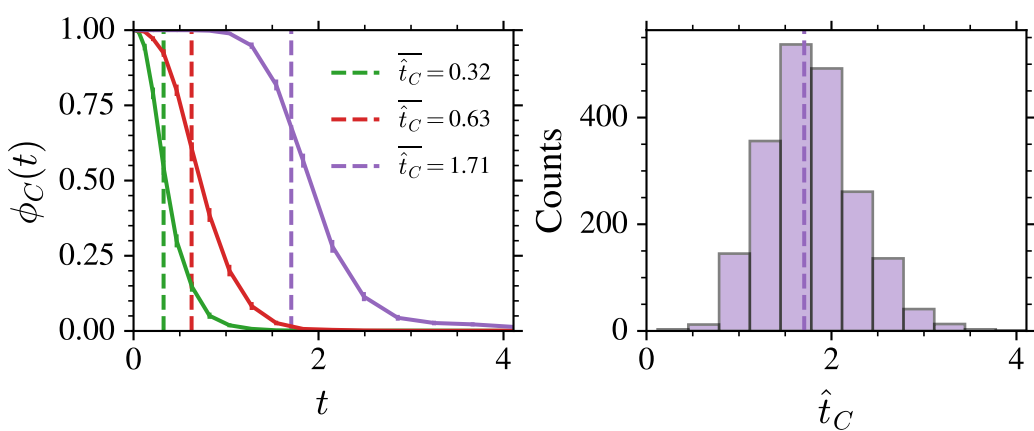 1.00
0.75
0.50
0.25
0.00
0
2
4
t
ϕ_C(t)
\overline{\hat{t}_C} = 0.32
\overline{\hat{t}_C} = 0.63
\overline{\hat{t}_C} = 1.71
400
200
0
0
2
4
Counts
\hat{t}_C